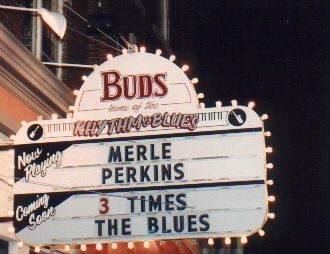 BUDS
home of the
RHYTHM & BLUES
Now
Playing
MERLE
PERKINS
Coming
Soon
3 TIMES
THE BLUES